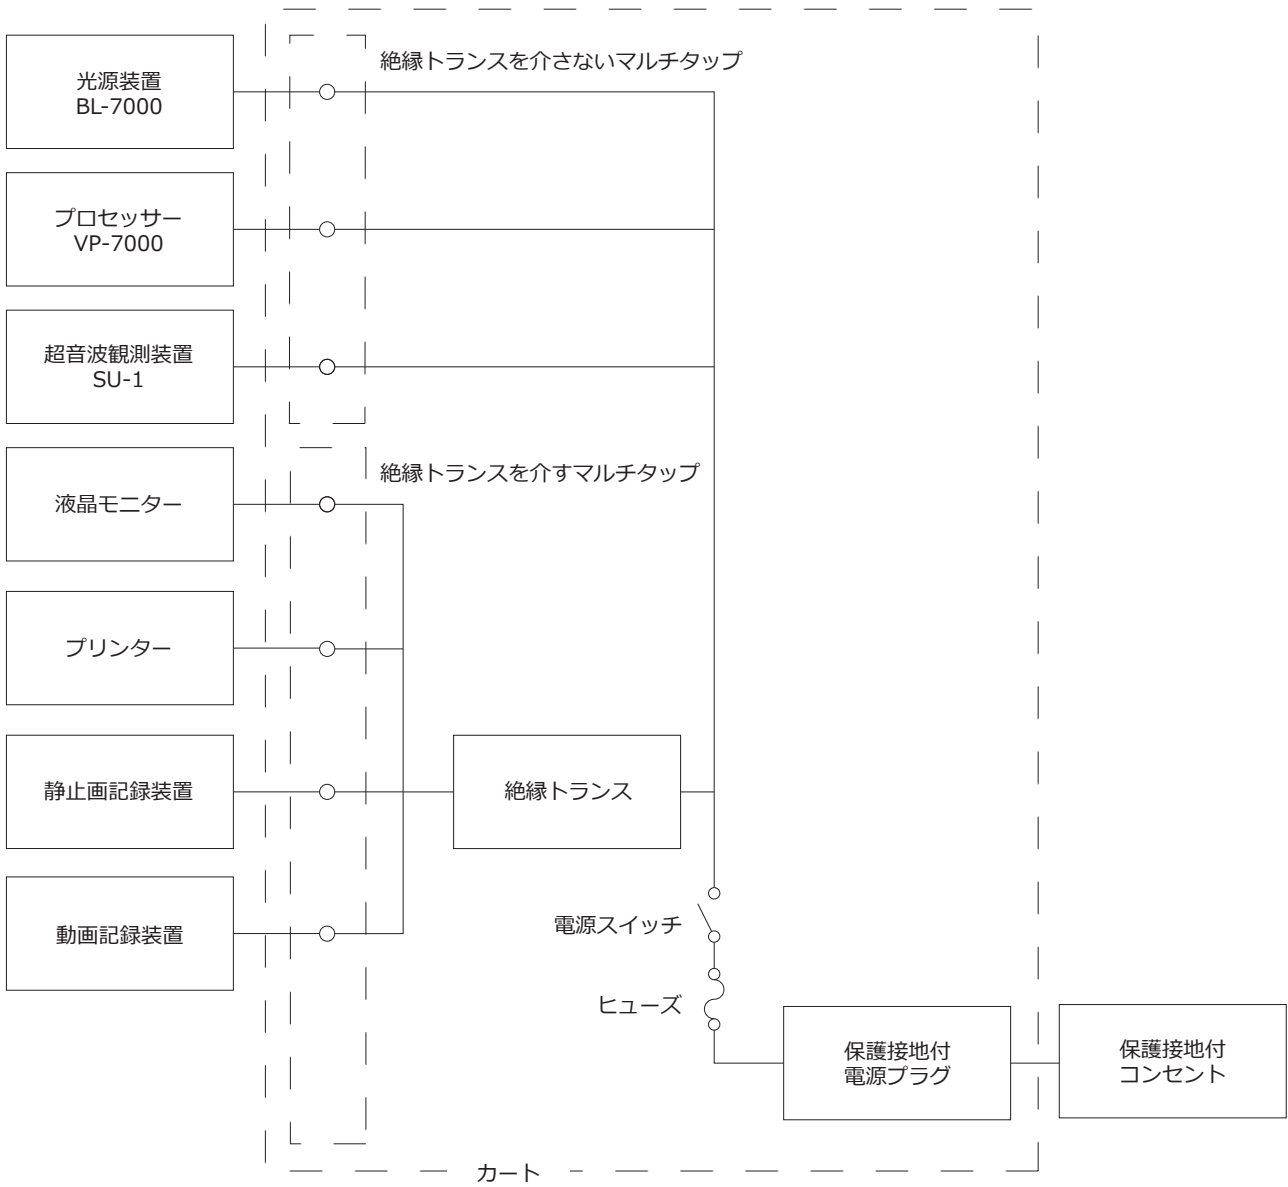 光源装置
BL-7000
絶縁トランスを介さないマルチタップ
プロセッサー
VP-7000
超音波観測装置
SU-1
絶縁トランスを介すマルチタップ
液晶モニター
プリンター
静止画記録装置
絶縁トランス
動画記録装置
電源スイッチ
ヒューズ
保護接地付
電源プラグ
保護接地付
コンセント
カート